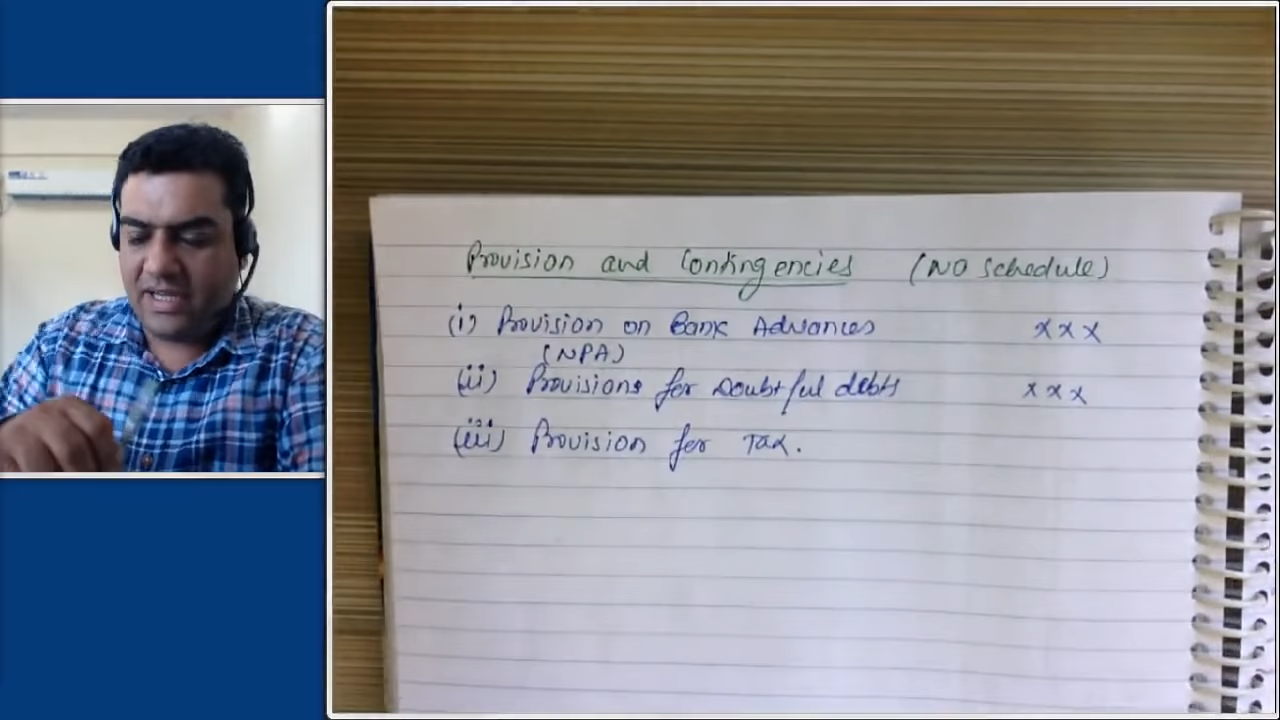 Provision and Contingencies (NO Schedule)
(i) Provision on Bank Advances xxx
(NPA)
(ii) Provisions for Doubtful debts xxx
(iii) Provision for Tax.